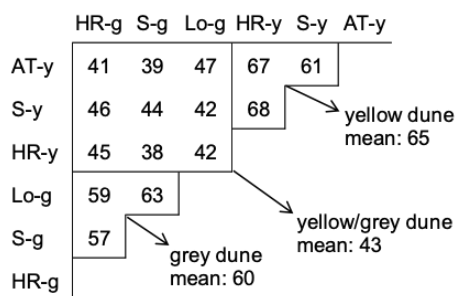 HR-g S-g Lo-g HR-y S-y AT-y
AT-y 41 39 47 67 61
S-y 46 44 42 68
yellow dune
mean: 65
HR-y 45 38 42
Lo-g 59 63
yellow/grey dune
mean: 43
S-g 57
grey dune
mean: 60
HR-g